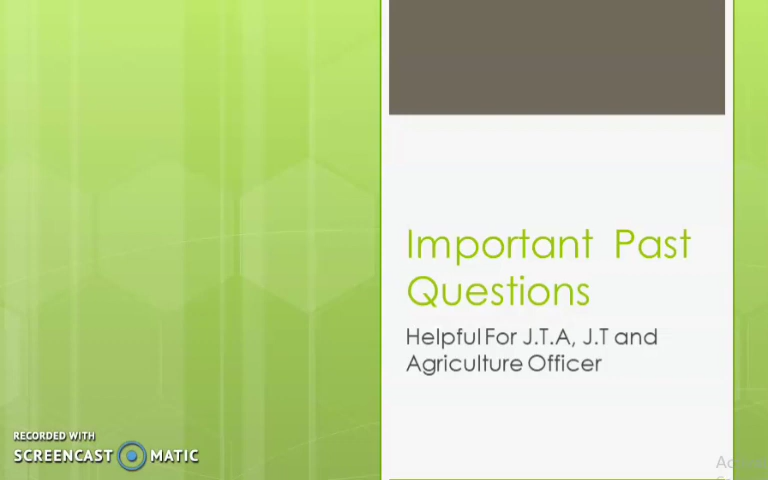 Important Past
Questions
Helpful For J.T.A, J.T and
Agriculture Officer
RECORDED WITH
SCREENCAST MATIC